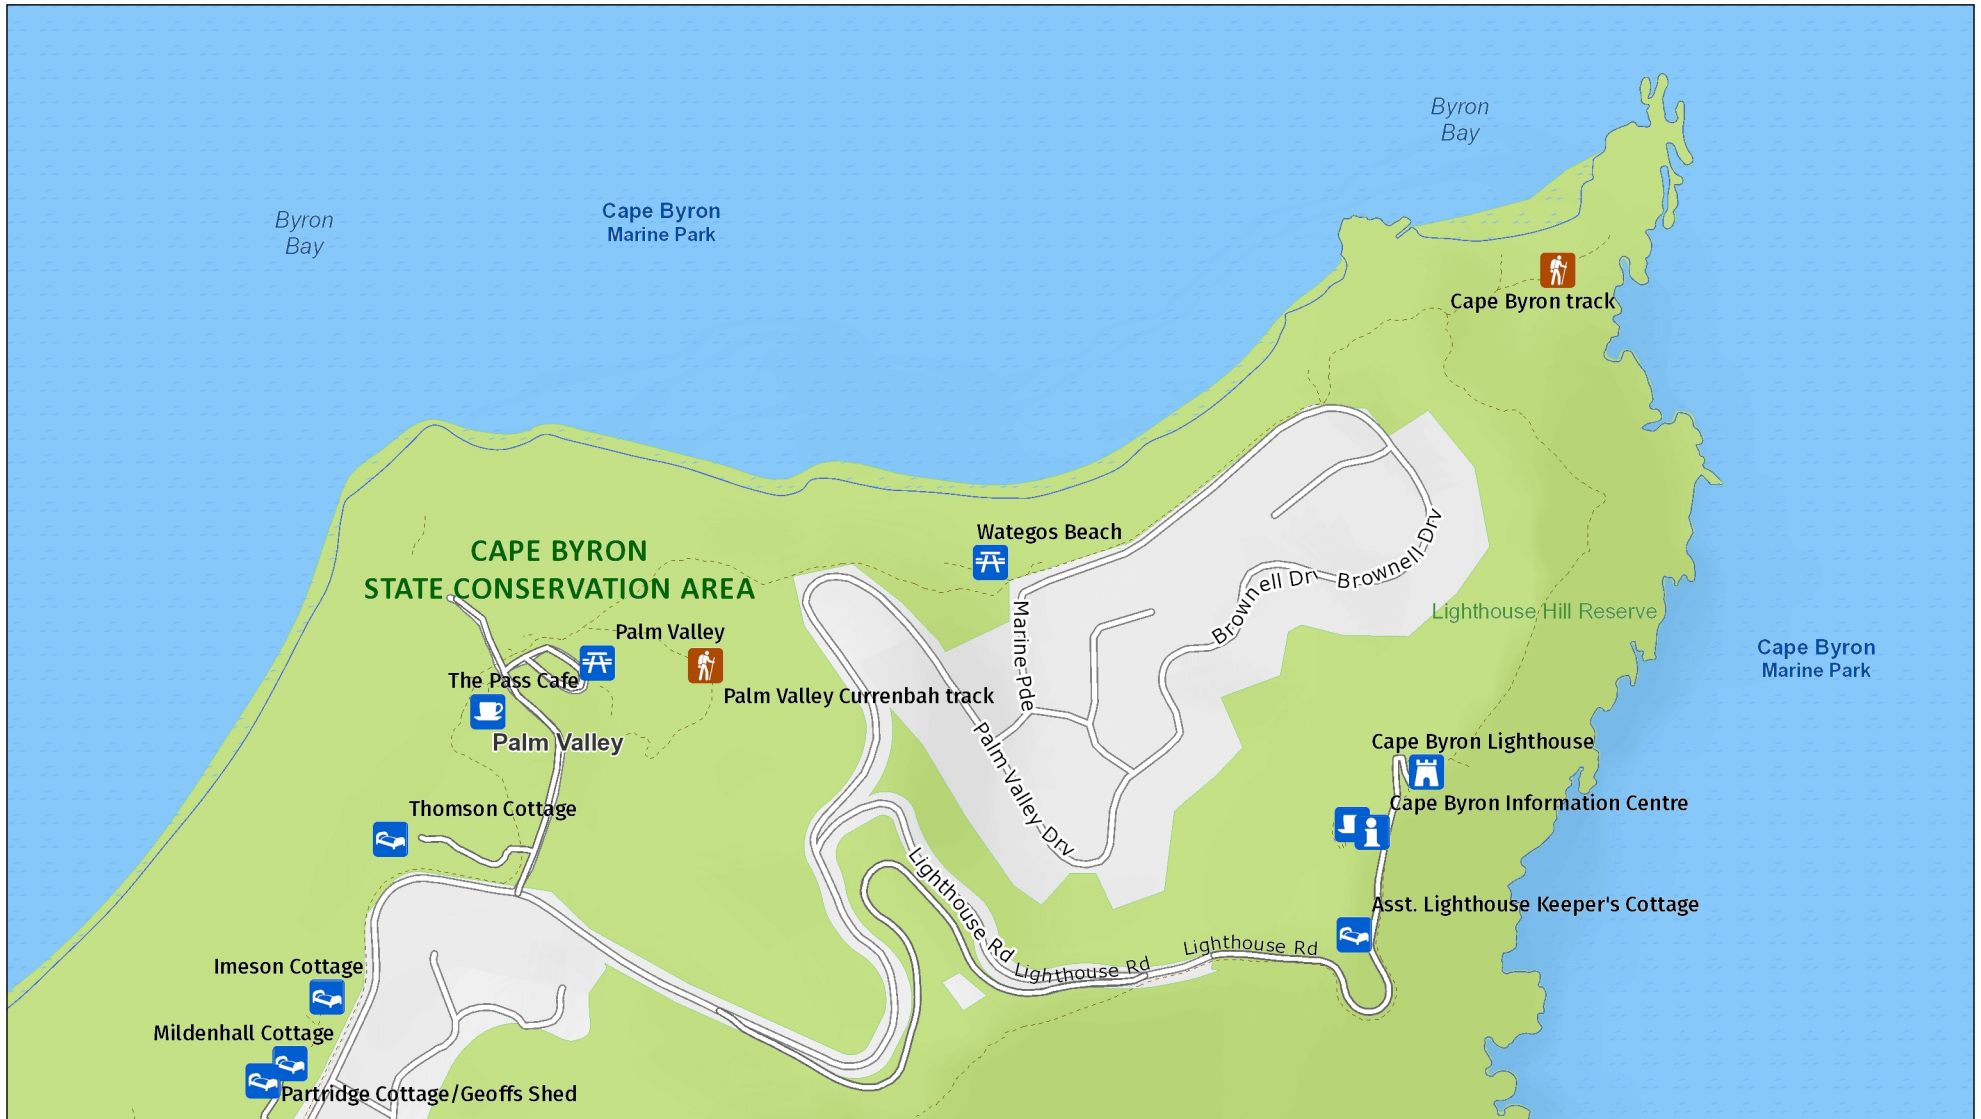 Byron
Bay
Byron
Bay
Cape Byron
Marine Park
Cape Byron track
Wategos Beach
CAPE BYRON
STATE CONSERVATION AREA
Brownell Drv
Brownell Drv
Marine Pde
Lighthouse Hill Reserve
Palm Valley
The Pass Cafe
Palm Valley Currenbah track
Cape Byron
Marine Park
Palm Valley
Palm Valley Drv
Cape Byron Lighthouse
Cape Byron Information Centre
Thomson Cottage
Lighthouse Rd
Asst. Lighthouse Keeper's Cottage
Lighthouse Rd
Lighthouse Rd
Imeson Cottage
Mildenhall Cottage
Partridge Cottage/Geoffs Shed